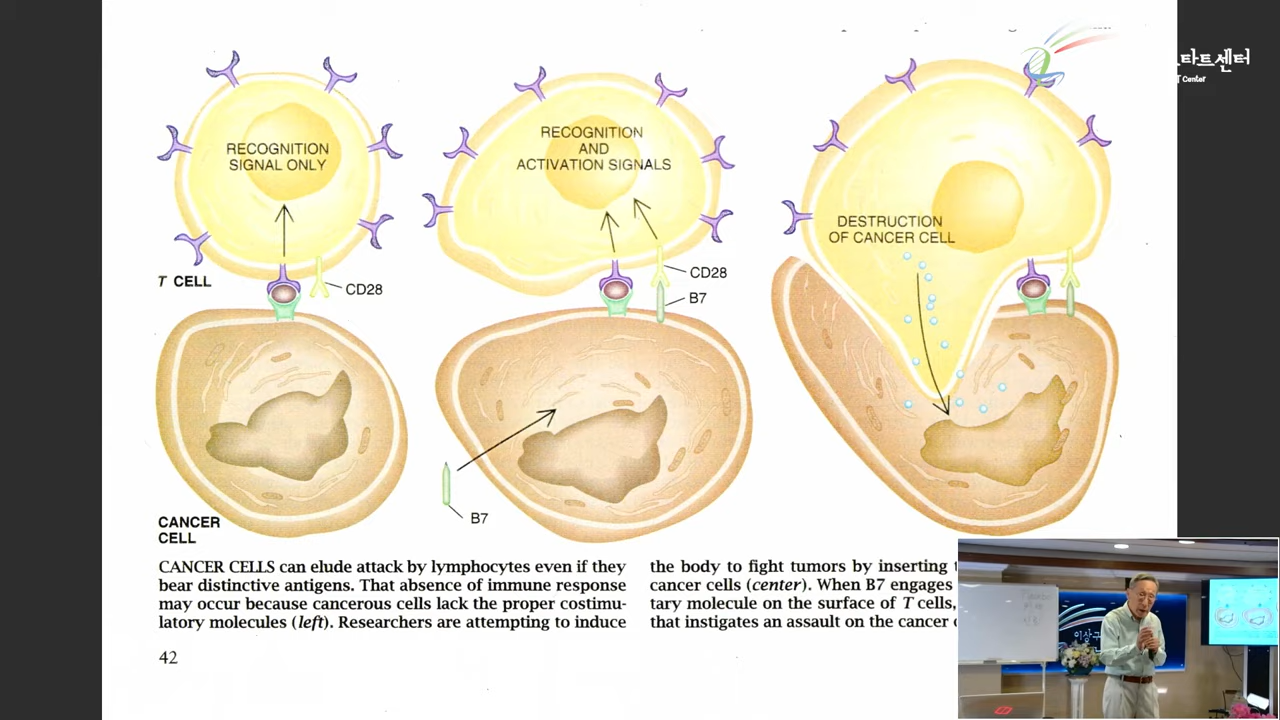 타트센터
Center
RECOGNITION
SIGNAL ONLY
RECOGNITION
AND
ACTIVATION SIGNALS
DESTRUCTION
OF CANCER CELL
T CELL
CD28
CD28
B7
B7
CANCER
CELL
CANCER CELLS can elude attack by lymphocytes even if they
bear distinctive antigens. That absence of immune response
may occur because cancerous cells lack the proper costimu-
latory molecules (left). Researchers are attempting to induce
the body to fight tumors by inserting
cancer cells (center). When B7 engages
tary molecule on the surface of T cells,
that instigates an assault on the cancer
42
이상구